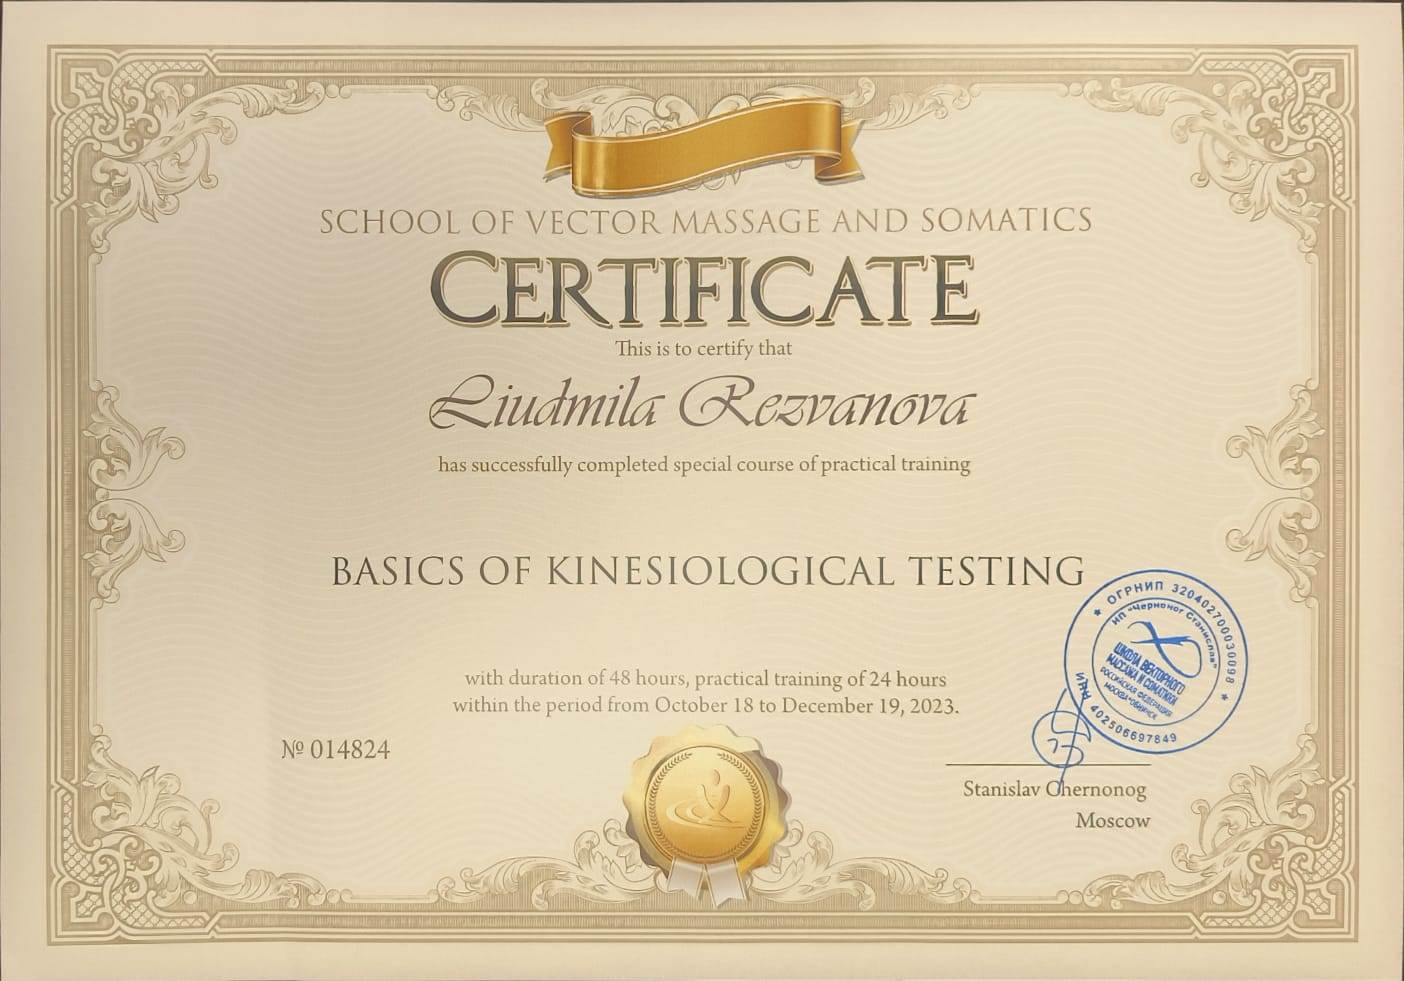 SCHOOL OF VECTOR MASSAGE AND SOMATICS
CERTIFICATE
This is to certify that
Liudmila Rezvanova
has successfully completed special course of practical training
BASICS OF KINESIOLOGICAL TESTING
with duration of 48 hours, practical training of 24 hours
within the period from October 18 to December 19, 2023.
№ 014824
ОГРНИП 320402700030098
ИП "Черноног Станислав"
ШКОЛА ВЕКТОРНОГО
МАССАЖА И СОМАТИКИ
РОССИЙСКАЯ ФЕДЕРАЦИЯ
МОСКВА-ОБНИНСК
ИНН 402506697849
Stanislav Chernonog
Moscow